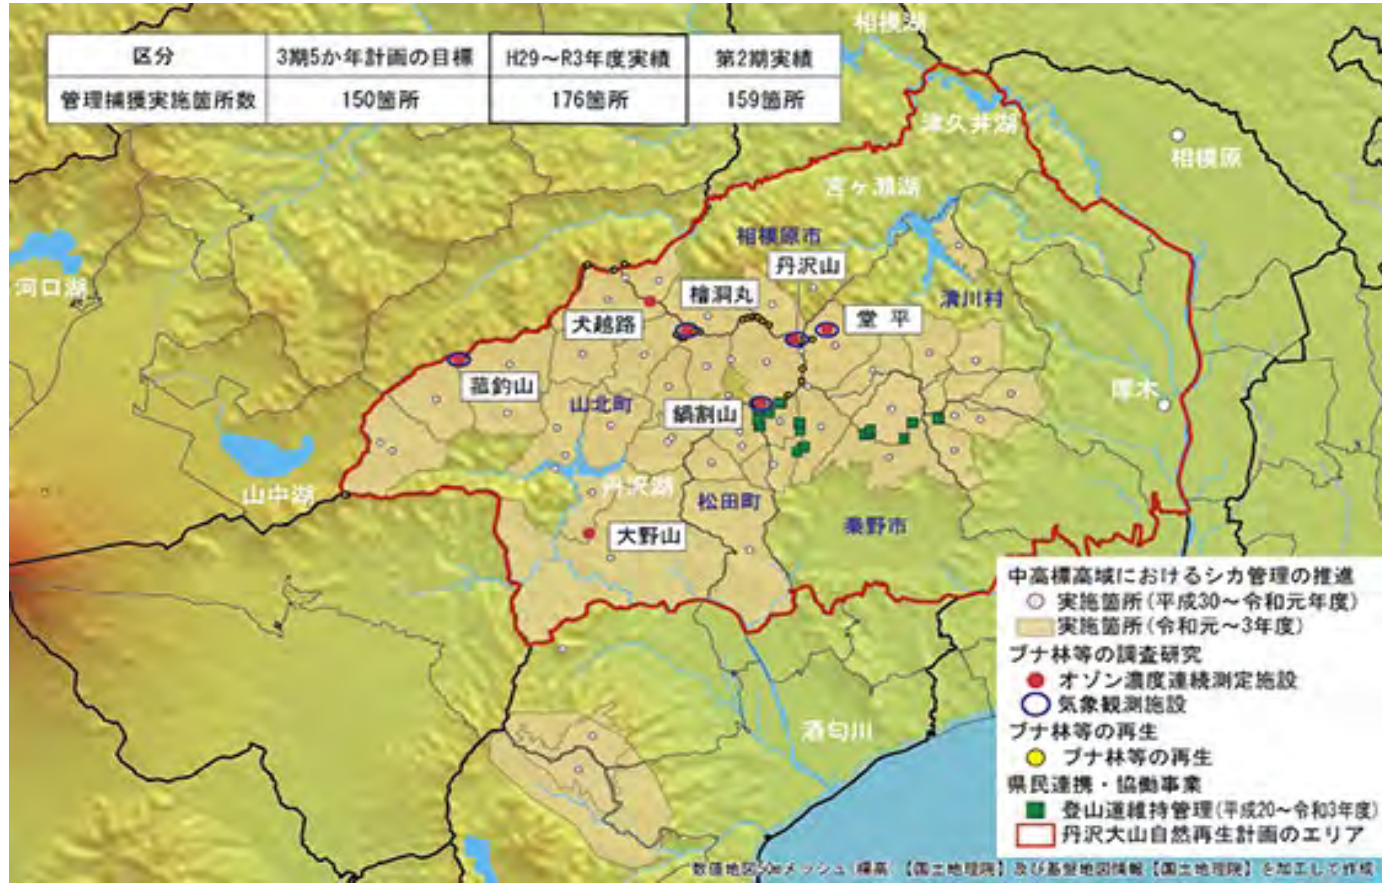 区分 3期5か年計画の目標 H29～R3年度実績 第2期実績
管理捕獲実施箇所数 150箇所 176箇所 159箇所
相模湖
津久井湖
相模原
宮ヶ瀬湖
相模原市
丹沢山
河口湖
檜洞丸
清川村
犬越路
堂平
菰釣山
厚木
山北町
鍋割山
山中湖
丹沢湖
松田町
秦野市
大野山
酒匂川
中高標高域におけるシカ管理の推進
実施箇所(平成30～令和元年度)
実施箇所(令和元～3年度)
ブナ林等の調査研究
オゾン濃度連続測定施設
気象観測施設
ブナ林等の再生
ブナ林等の再生
県民連携・協働事業
登山道維持管理(平成20～令和3年度)
丹沢大山自然再生計画のエリア
数値地図50mメッシュ(標高)【国土地理院】及び基盤地図情報【国土地理院】を加工して作成